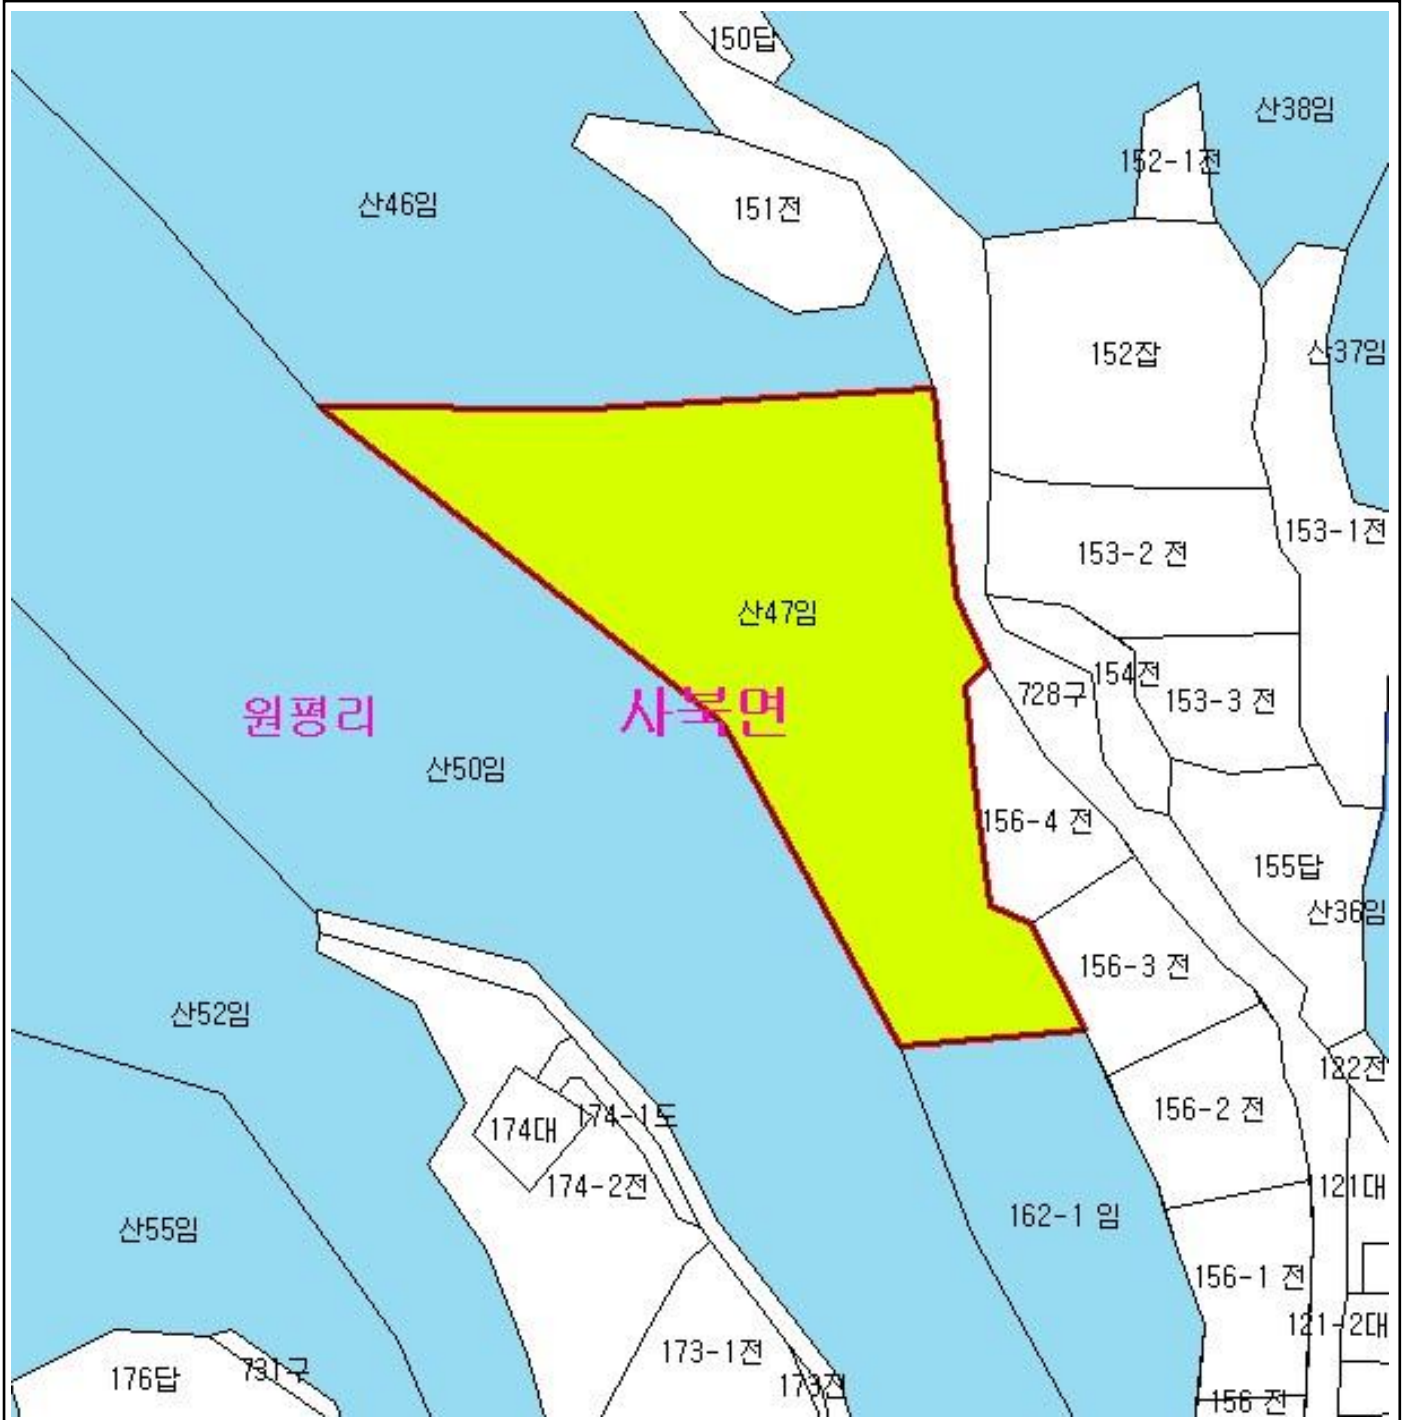 150답
산38임
152-1전
산46임
151전
152잡
산37임
153-1전
153-2 전
산47임
154전
728구
153-3 전
원평리
사북면
산50임
156-4 전
155답
산36임
156-3 전
산52임
122전
156-2 전
174-1도
174대
174-2전
121대
162-1 임
산55임
156-1 전
121-2대
173-1전
731구
176답
173전
156 전